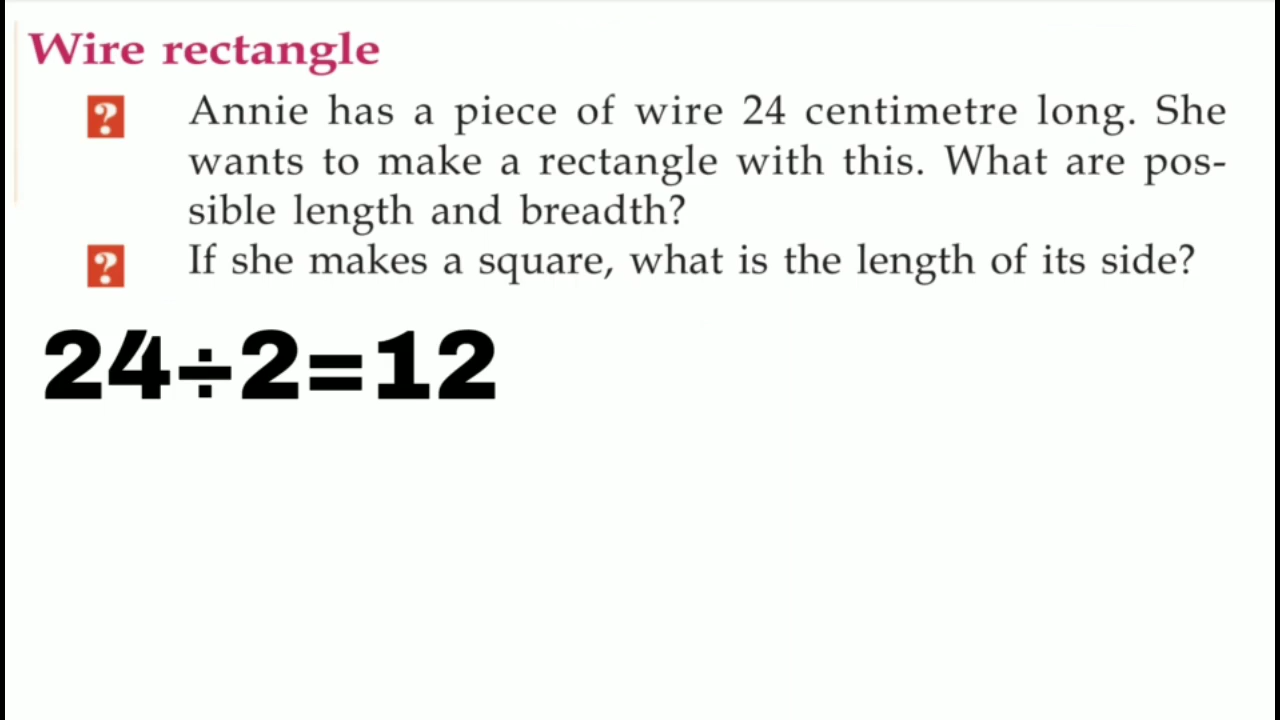 Wire rectangle
? Annie has a piece of wire 24 centimetre long. She
wants to make a rectangle with this. What are pos-
sible length and breadth?
? If she makes a square, what is the length of its side?
24÷2=12